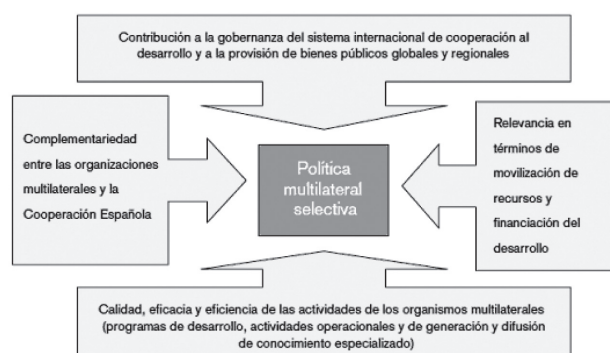 Contribución a la gobernanza del sistema internacional de cooperación al
desarrollo y a la provisión de bienes públicos globales y regionales
Complementariedad
entre las organizaciones
multilaterales y la
Cooperación Española
Política
multilateral
selectiva
Relevancia en
términos de
movilización de
recursos y
financiación del
desarrollo
Calidad, eficacia y eficiencia de las actividades de los organismos multilaterales
(programas de desarrollo, actividades operacionales y de generación y difusión
de conocimiento especializado)